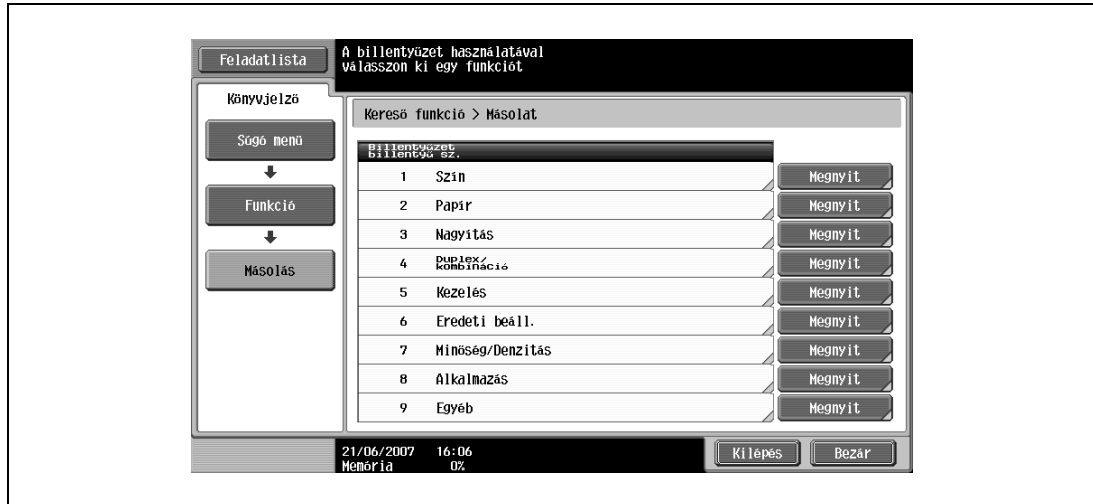 Feladatlista
A billentyűzet használatával
válasszon ki egy funkciót
Könyvjelző
Súgó menü
Funkció
Másolás
Kereső funkció > Másolat
Billentyűzet
billentyű sz.
1 Szín Megnyit
2 Papír Megnyit
3 Nagyítás Megnyit
4 Duplex/
kombináció Megnyit
5 Kezelés Megnyit
6 Eredeti beáll. Megnyit
7 Minőség/Denzitás Megnyit
8 Alkalmazás Megnyit
9 Egyéb Megnyit
21/06/2007 16:06
Memória 0%
Kilépés Bezár